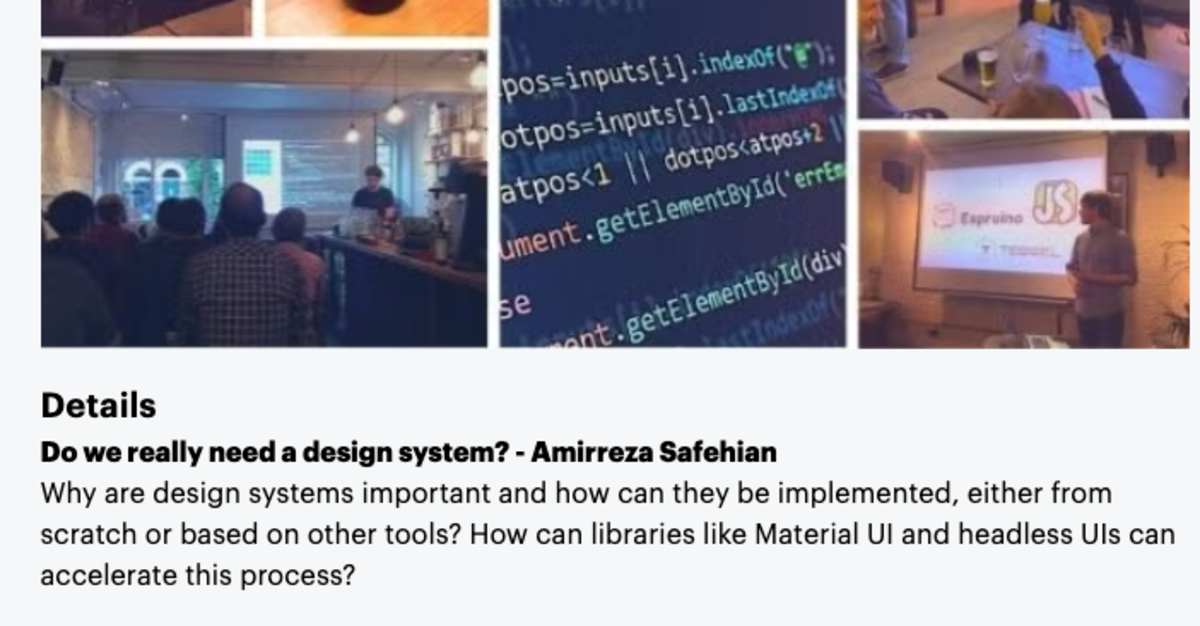 pos=inputs[i].indexOf("@");
otpos=inputs[i].lastIndexOf(
atpos<1 || dotpos<atpos+2 ||
ument.getElementById('errEm
se
ment.getElementById(div)
Espruino JS
TESSEL
Details
Do we really need a design system? - Amirreza Safehian
Why are design systems important and how can they be implemented, either from
scratch or based on other tools? How can libraries like Material UI and headless UIs can
accelerate this process?